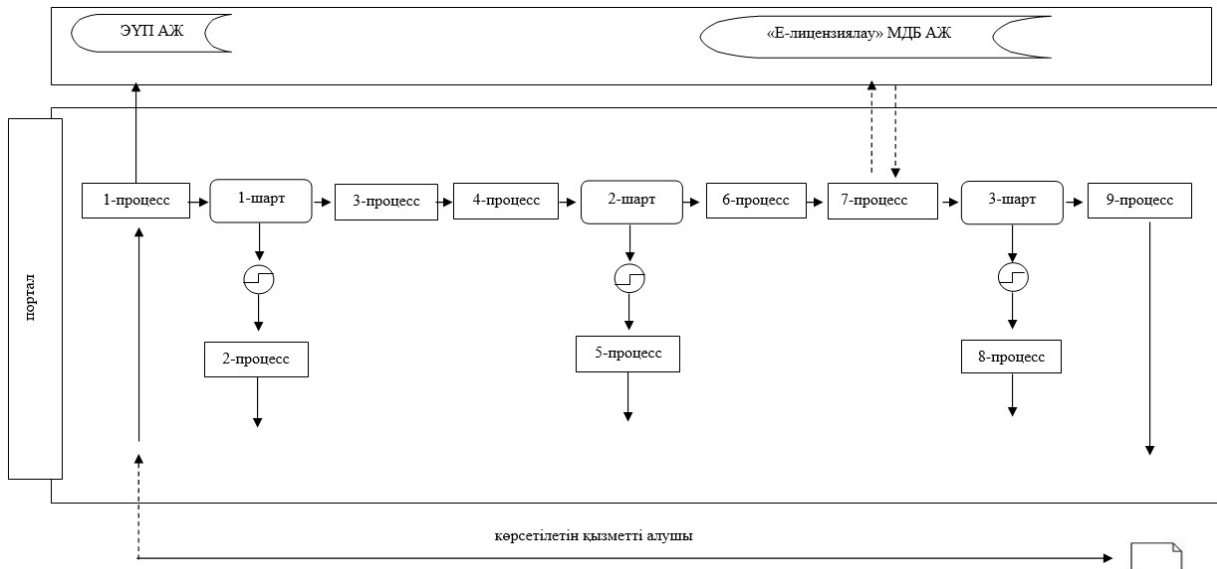 ЭҮП АЖ
«Е-лицензиялау» МДБ АЖ
портал
1-процесс
1-шарт
3-процесс
4-процесс
2-шарт
6-процесс
7-процесс
3-шарт
9-процесс
2-процесс
5-процесс
8-процесс
көрсетілетін қызметті алушы